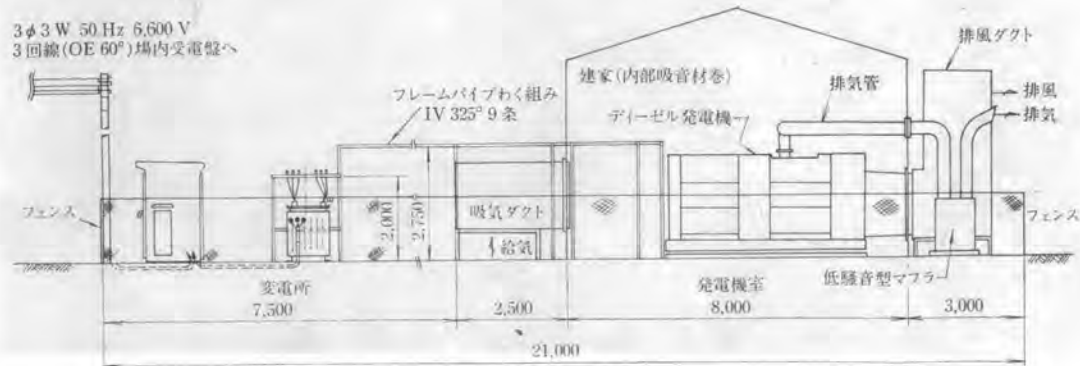 3φ3W 50 Hz 6,600 V
3回線(OE 60°)場内受電盤へ
フレームパイプわく組み
IV 325° 9条
建家(内部吸音材巻)
ディーゼル発電機
排気管
排風ダクト
排風
排気
フェンス
2,000
2,750
吸気ダクト
給気
フェンス
変電所
発電機室
低騒音型マフラ
7,500
2,500
8,000
3,000
21,000